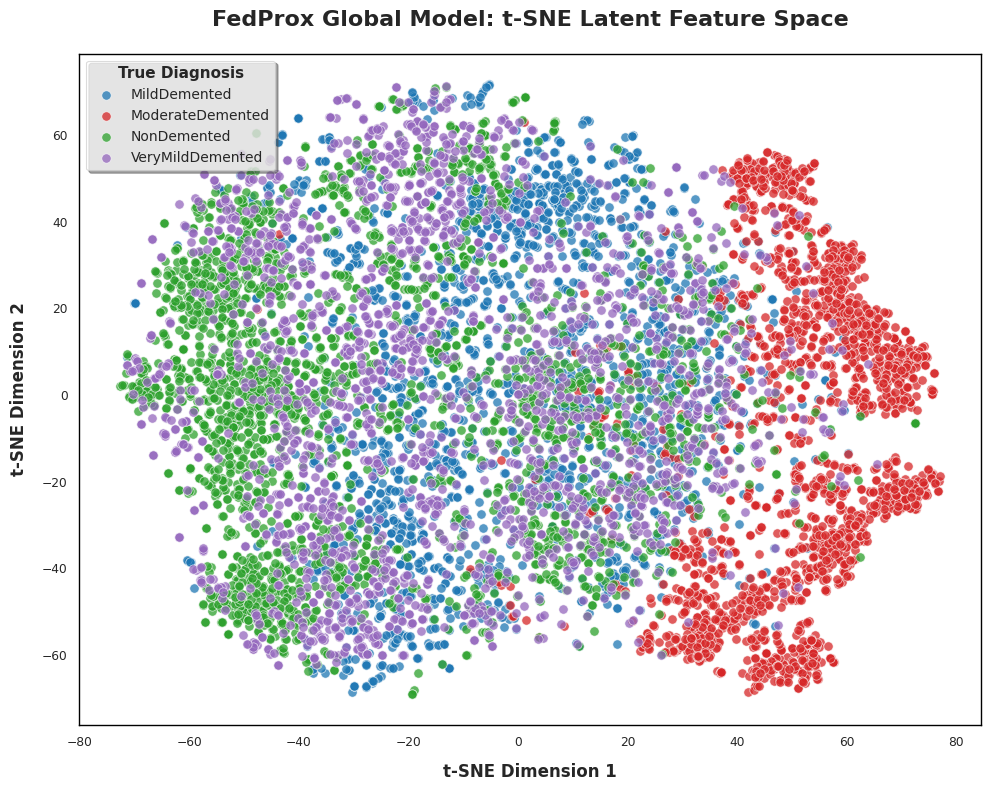 FedProx Global Model: t-SNE Latent Feature Space
True Diagnosis
MildDemented
ModerateDemented
NonDemented
VeryMildDemented
60
40
20
0
−20
−40
−60
t-SNE Dimension 2
−80
−60
−40
−20
0
20
40
60
80
t-SNE Dimension 1